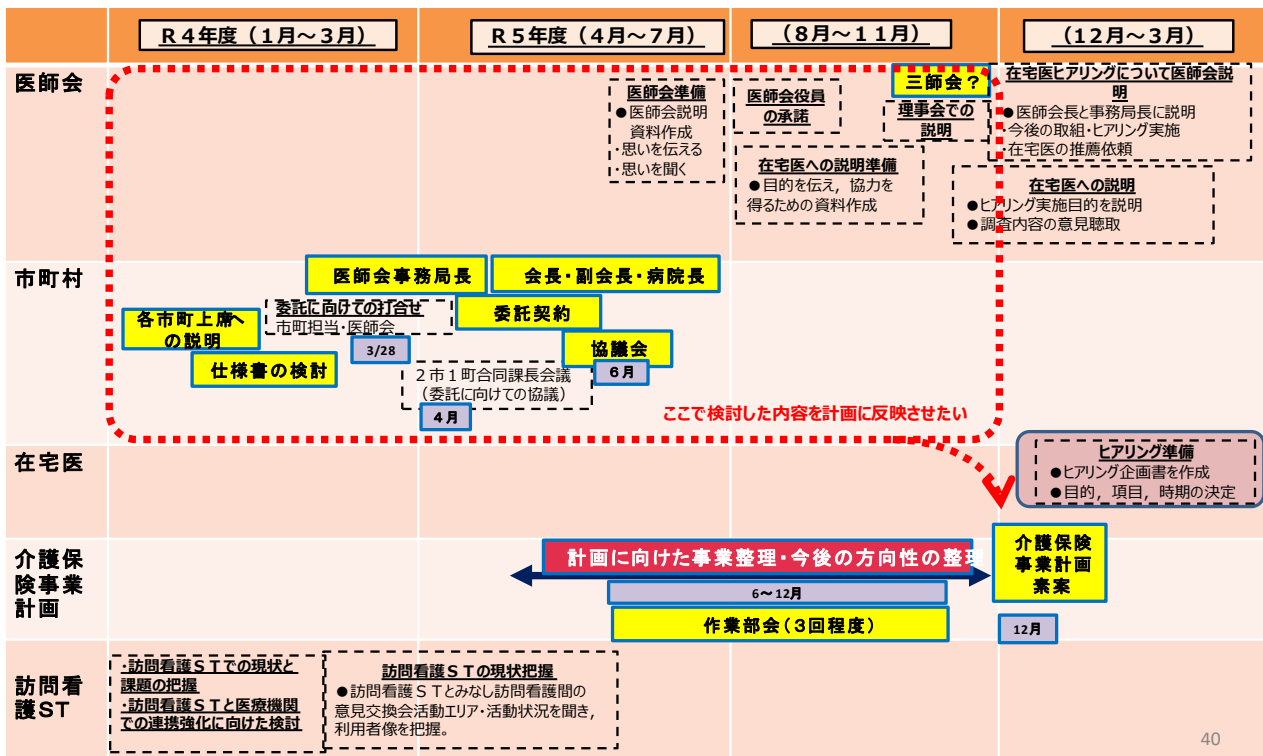 R4年度(1月~3月)
R5年度(4月~7月)
(8月~11月)
(12月~3月)
医師会
医師会準備
●医師会説明
資料作成
・思いを伝える
・思いを聞く
医師会役員
の承諾
三師会?
理事会での
説明
在宅医ヒアリングについて医師会説
明
●医師会長と事務局長に説明
・今後の取組・ヒアリング実施
・在宅医の推薦依頼
在宅医への説明準備
●目的を伝え,協力を
得るための資料作成
在宅医への説明
●ヒアリング実施目的を説明
●調査内容の意見聴取
市町村
医師会事務局長
会長・副会長・病院長
各市町上席へ
の説明
委託に向けての打合せ
市町担当・医師会
3/28
委託契約
仕様書の検討
協議会
6月
2市1町合同課長会議
(委託に向けての協議)
4月
ここで検討した内容を計画に反映させたい
在宅医
ヒアリング準備
●ヒアリング企画書を作成
●目的,項目,時期の決定
介護保
険事業
計画
計画に向けた事業整理・今後の方向性の整理
6~12月
作業部会(3回程度)
介護保険
事業計画
素案
12月
訪問看
護ST
・訪問看護STでの現状と
課題の把握
・訪問看護STと医療機関
での連携強化に向けた検討
訪問看護STの現状把握
●訪問看護STとみなし訪問看護間の
意見交換会活動エリア・活動状況を聞き,
利用者像を把握。
40